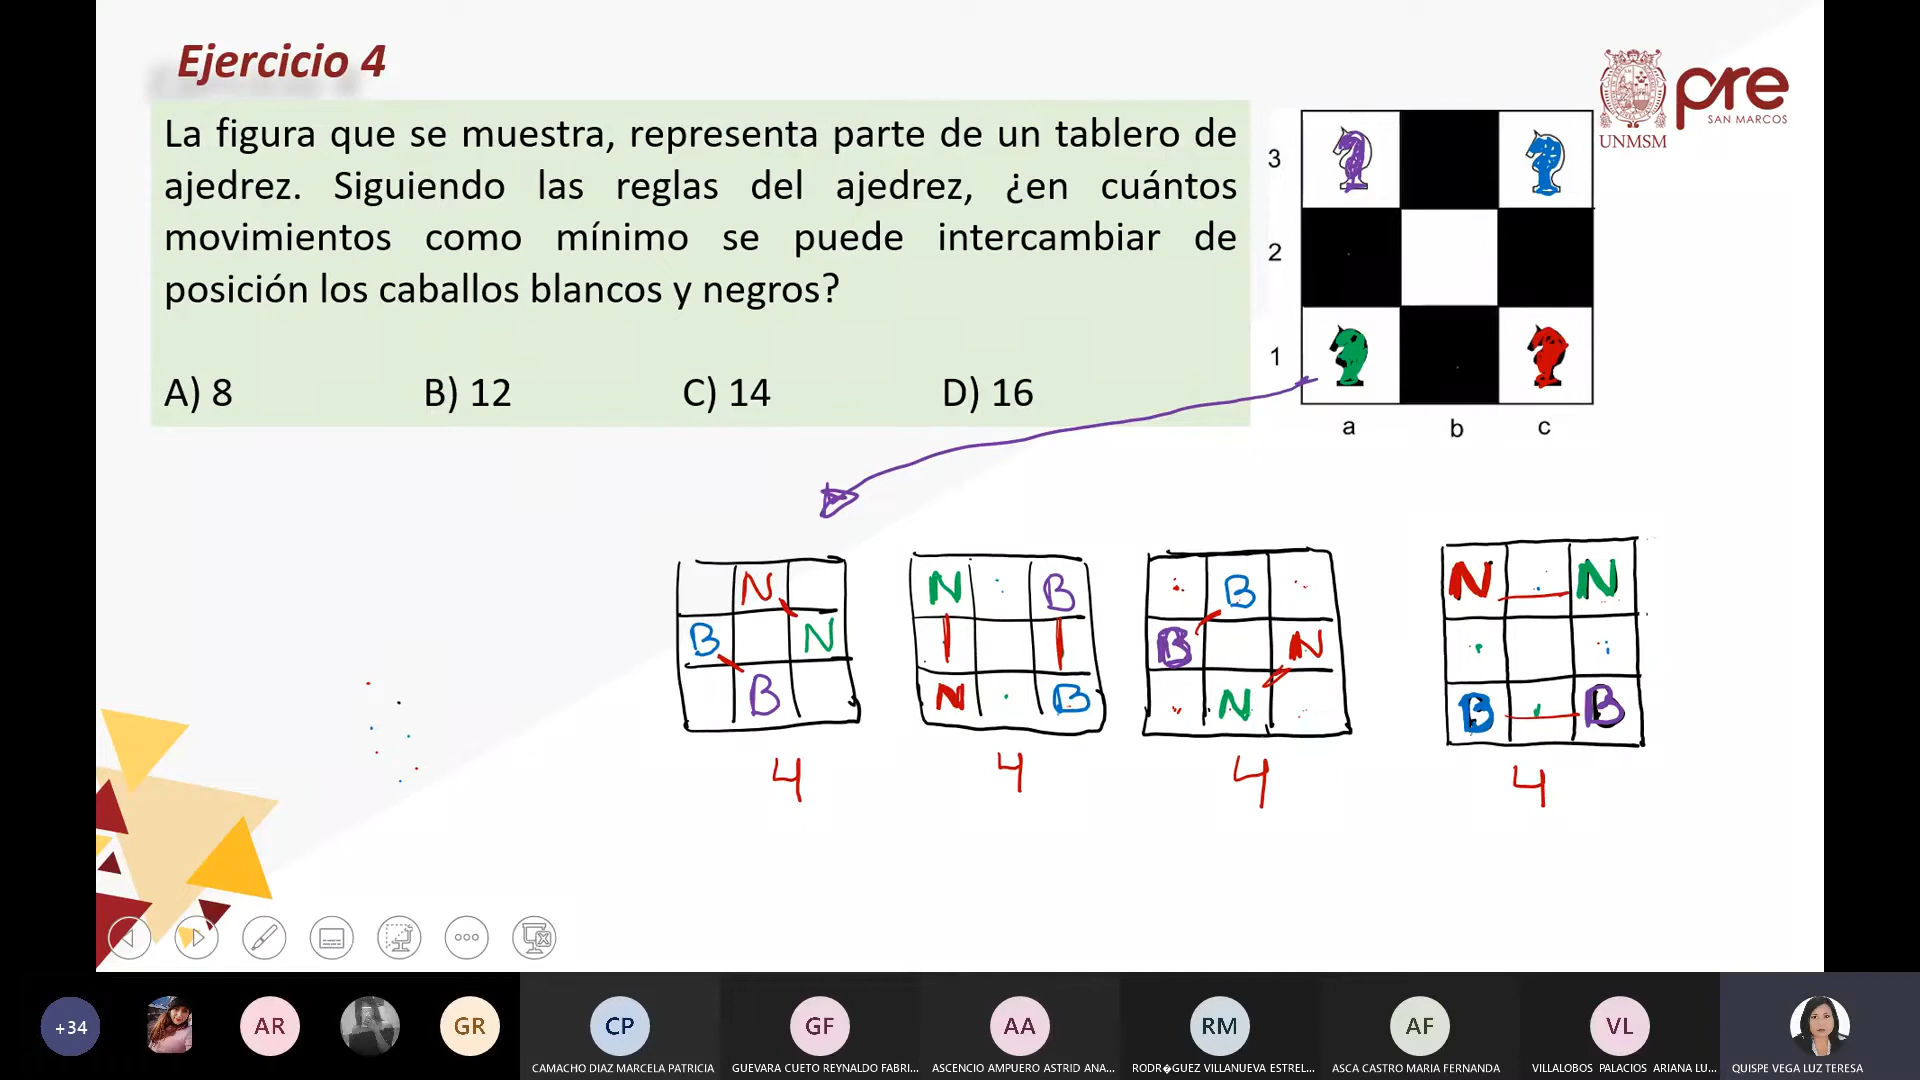 Ejercicio 4
La figura que se muestra, representa parte de un tablero de
ajedrez. Siguiendo las reglas del ajedrez, ¿en cuántos
movimientos como mínimo se puede intercambiar de
posición los caballos blancos y negros?
A) 8 B) 12 C) 14 D) 16
UNMSM
pre
SAN MARCOS
3
2
1
a b c
N
B N
B
4
N B
N B
4
B
B N
N
4
N N
B B
4
+34
AR
GR
CP
GF
AA
RM
AF
VL
CAMACHO DIAZ MARCELA PATRICIA
GUEVARA CUETO REYNALDO FABRI...
ASCENCIO AMPUERO ASTRID ANA...
RODR�GUEZ VILLANUEVA ESTREL...
ASCA CASTRO MARIA FERNANDA
VILLALOBOS PALACIOS ARIANA LU...
QUISPE VEGA LUZ TERESA